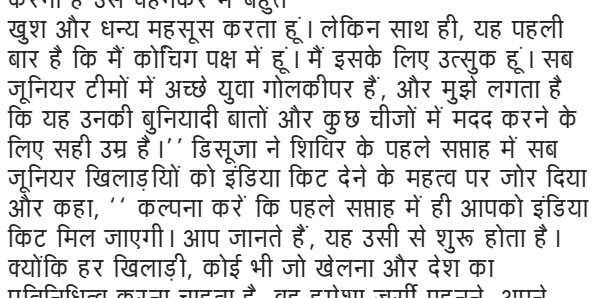 खुश और धन्य महसूस करता हूं। लेकिन साथ ही, यह पहली
बार है कि मैं कोचिंग पक्ष में हूं। मैं इसके लिए उत्सुक हूं। सब
जूनियर टीमों में अच्छे युवा गोलकीपर हैं, और मुझे लगता है
कि यह उनकी बुनियादी बातों और कुछ चीजों में मदद करने के
लिए सही उम्र है।’’ डिसूजा ने शिविर के पहले सप्ताह में सब
जूनियर खिलाड़यिों को इंडिया किट देने के महत्व पर जोर दिया
और कहा, ‘‘ कल्पना करें कि पहले सप्ताह में ही आपको इंडिया
किट मिल जाएगी। आप जानते हैं, यह उसी से शुरू होता है।
क्योंकि हर खिलाड़ी, कोई भी जो खेलना और देश का
प्रतिनिधित्व करना चाहता है, वह हमेशा जर्सी पहनने, अपने